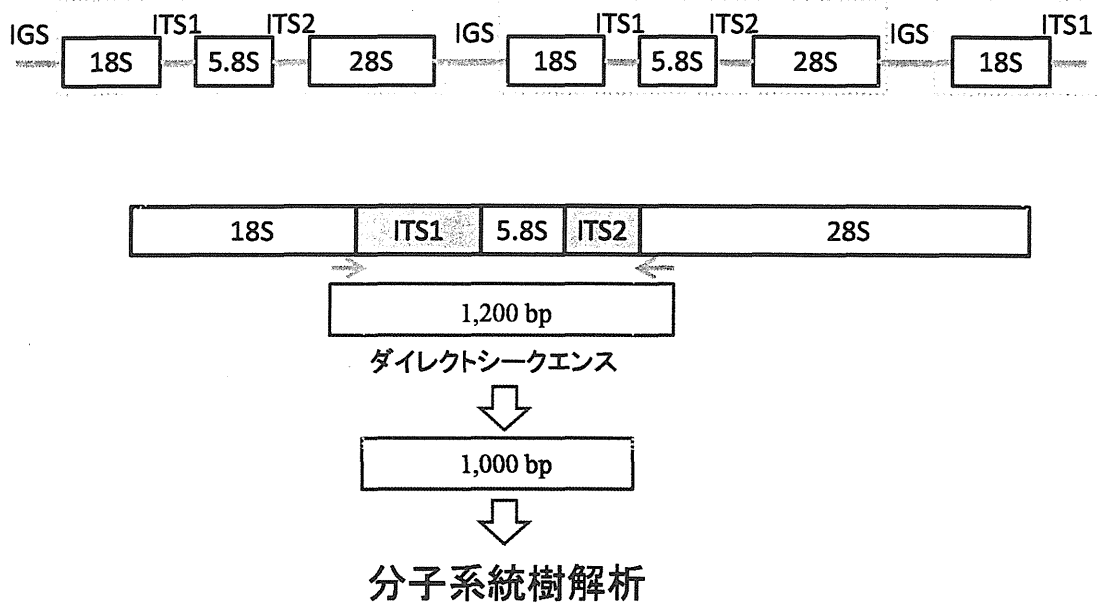 IGS ITS1 ITS2 IGS ITS1 ITS2 IGS ITS1
18S 5.8S 28S 18S 5.8S 28S 18S
18S ITS1 5.8S ITS2 28S
1,200 bp
ダイレクトシークエンス
1,000 bp
分子系統樹解析